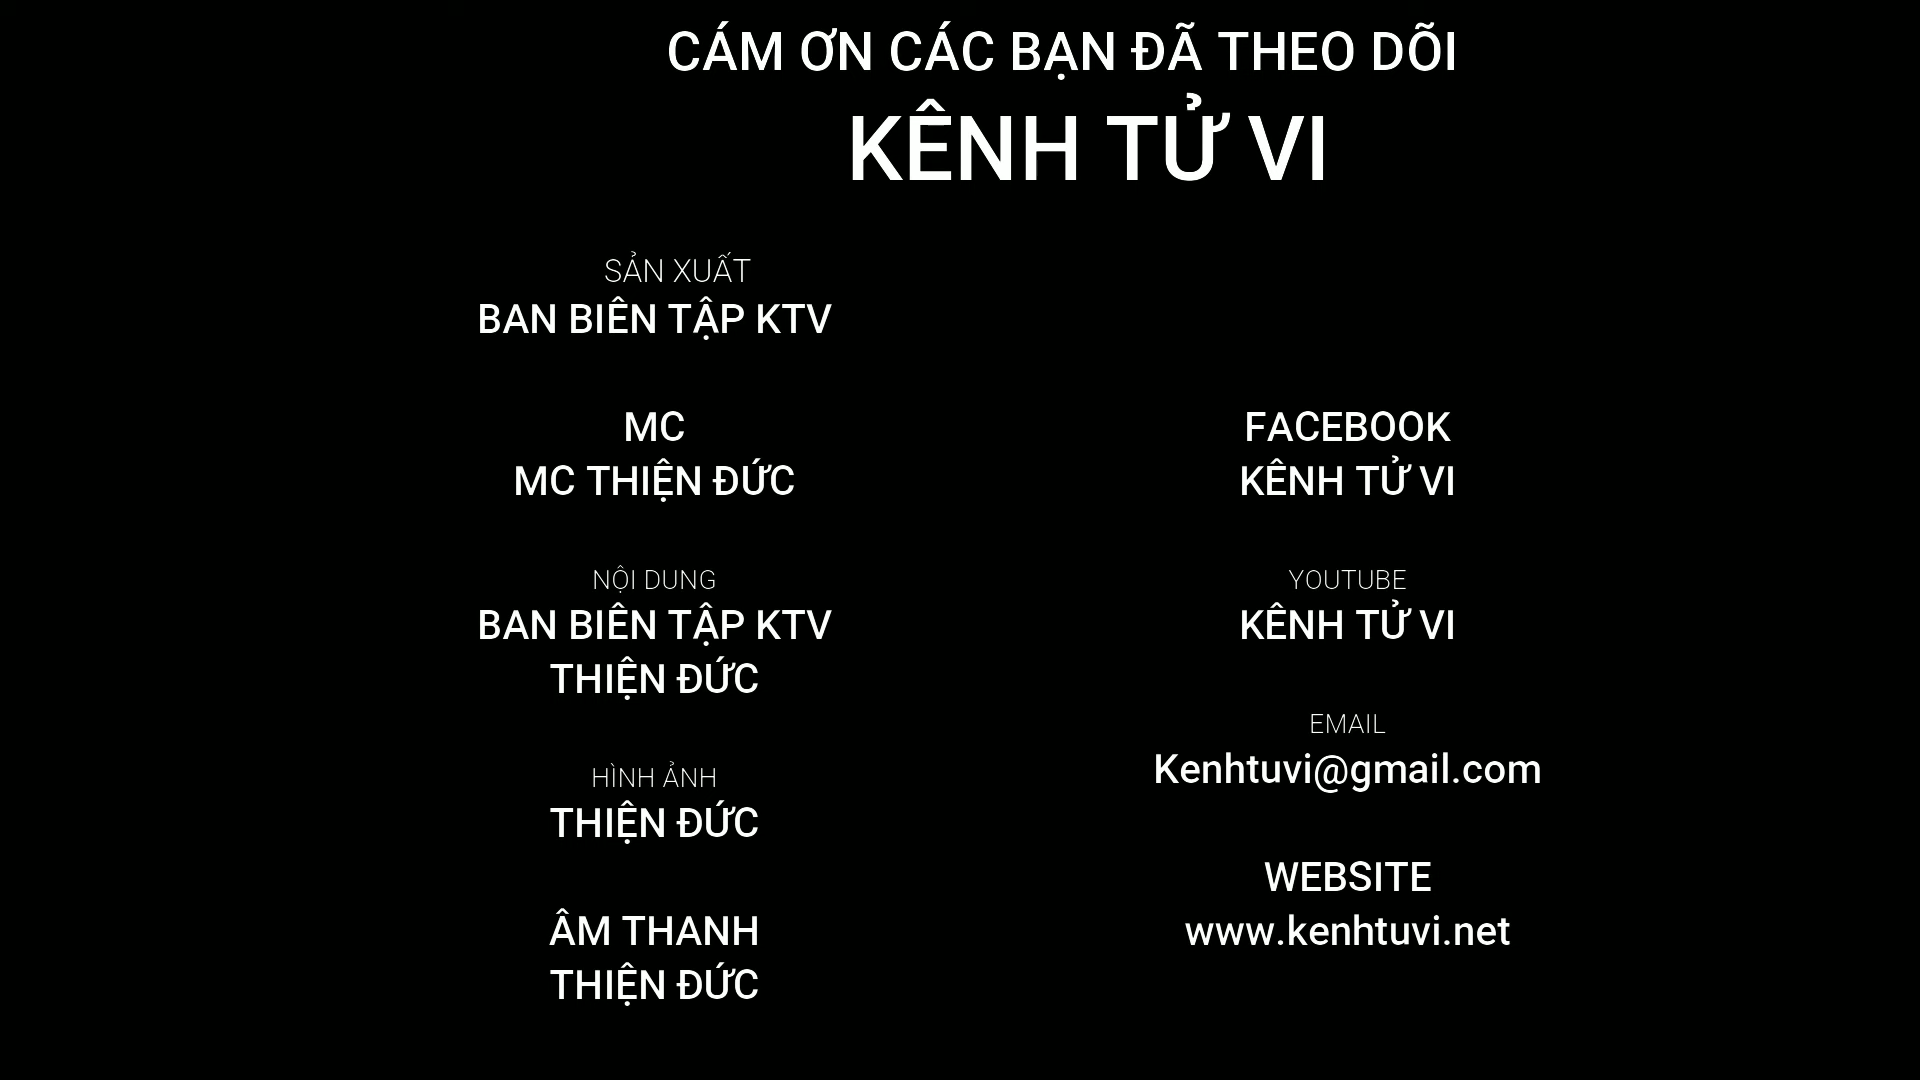 CÁM ƠN CÁC BẠN ĐÃ THEO DÕI
KÊNH TỬ VI
SẢN XUẤT
BAN BIÊN TẬP KTV
MC
MC THIỆN ĐỨC
NỘI DUNG
BAN BIÊN TẬP KTV
THIỆN ĐỨC
HÌNH ẢNH
THIỆN ĐỨC
ÂM THANH
THIỆN ĐỨC
FACEBOOK
KÊNH TỬ VI
YOUTUBE
KÊNH TỬ VI
EMAIL
Kenhtuvi@gmail.com
WEBSITE
www.kenhtuvi.net